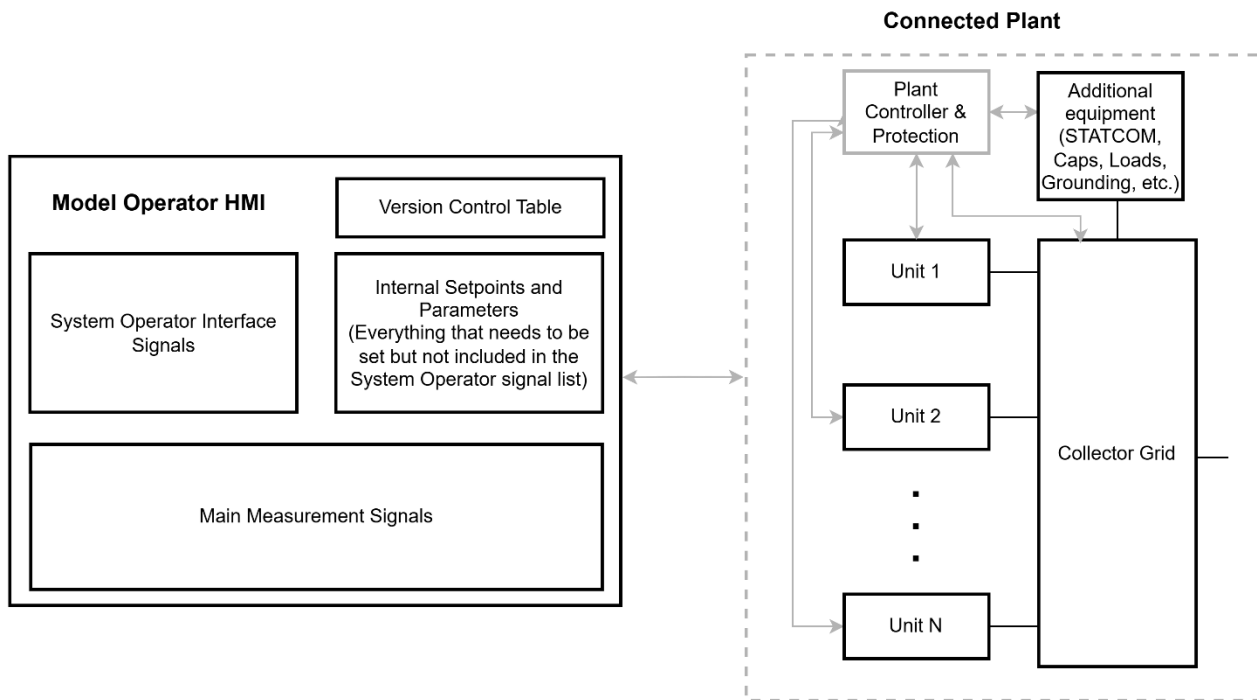 Connected Plant
Model Operator HMI
Version Control Table
System Operator Interface
Signals
Internal Setpoints and
Parameters
(Everything that needs to be
set but not included in the
System Operator signal list)
Main Measurement Signals
Plant
Controller &
Protection
Additional
equipment
(STATCOM,
Caps, Loads,
Grounding, etc.)
Unit 1
Unit 2
Unit N
Collector Grid